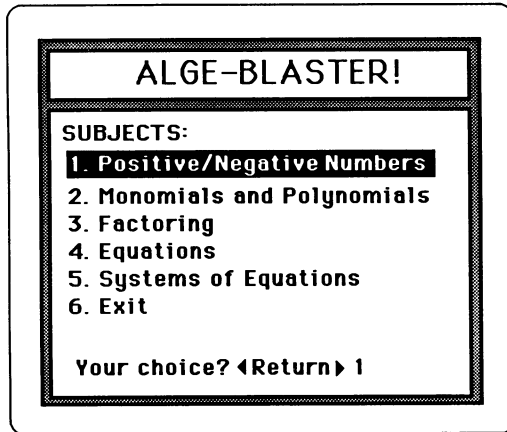 ALGE-BLASTER!
SUBJECTS:
1. Positive/Negative Numbers
2. Monomials and Polynomials
3. Factoring
4. Equations
5. Systems of Equations
6. Exit
Your choice? ◀Return▶ 1